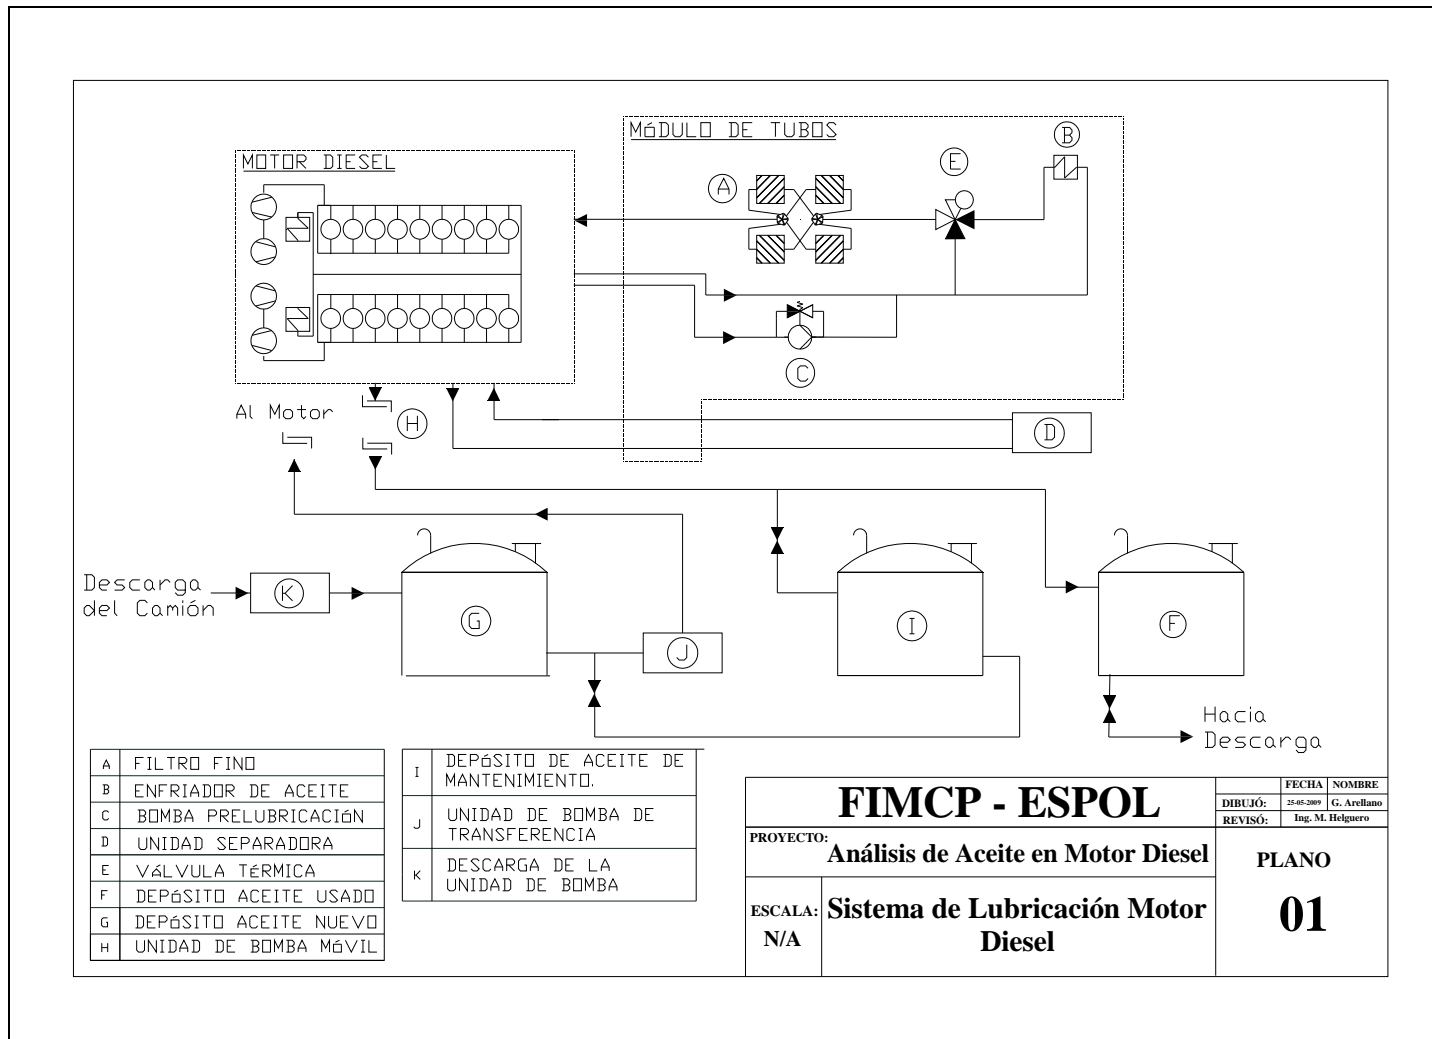 MóDULO DE TUBOS
MOTOR DIESEL
B
E
A
C
Al Motor
H
D
Descarga
del Camión
K
G
J
I
F
Hacia
Descarga
A FILTRO FINO
B ENFRIADOR DE ACEITE
C BOMBA PRELUBRICACIóN
D UNIDAD SEPARADORA
E VáLVULA TéRMICA
F DEPóSITO ACEITE USADO
G DEPóSITO ACEITE NUEVO
H UNIDAD DE BOMBA MóVIL
I DEPóSITO DE ACEITE DE
MANTENIMIENTO.
J UNIDAD DE BOMBA DE
TRANSFERENCIA
K DESCARGA DE LA
UNIDAD DE BOMBA
FIMCP - ESPOL
FECHA NOMBRE
DIBUJÓ: 25-05-2009 G. Arellano
REVISÓ: Ing. M. Helguero
PROYECTO:
Análisis de Aceite en Motor Diesel
PLANO
01
ESCALA:
N/A
Sistema de Lubricación Motor
Diesel